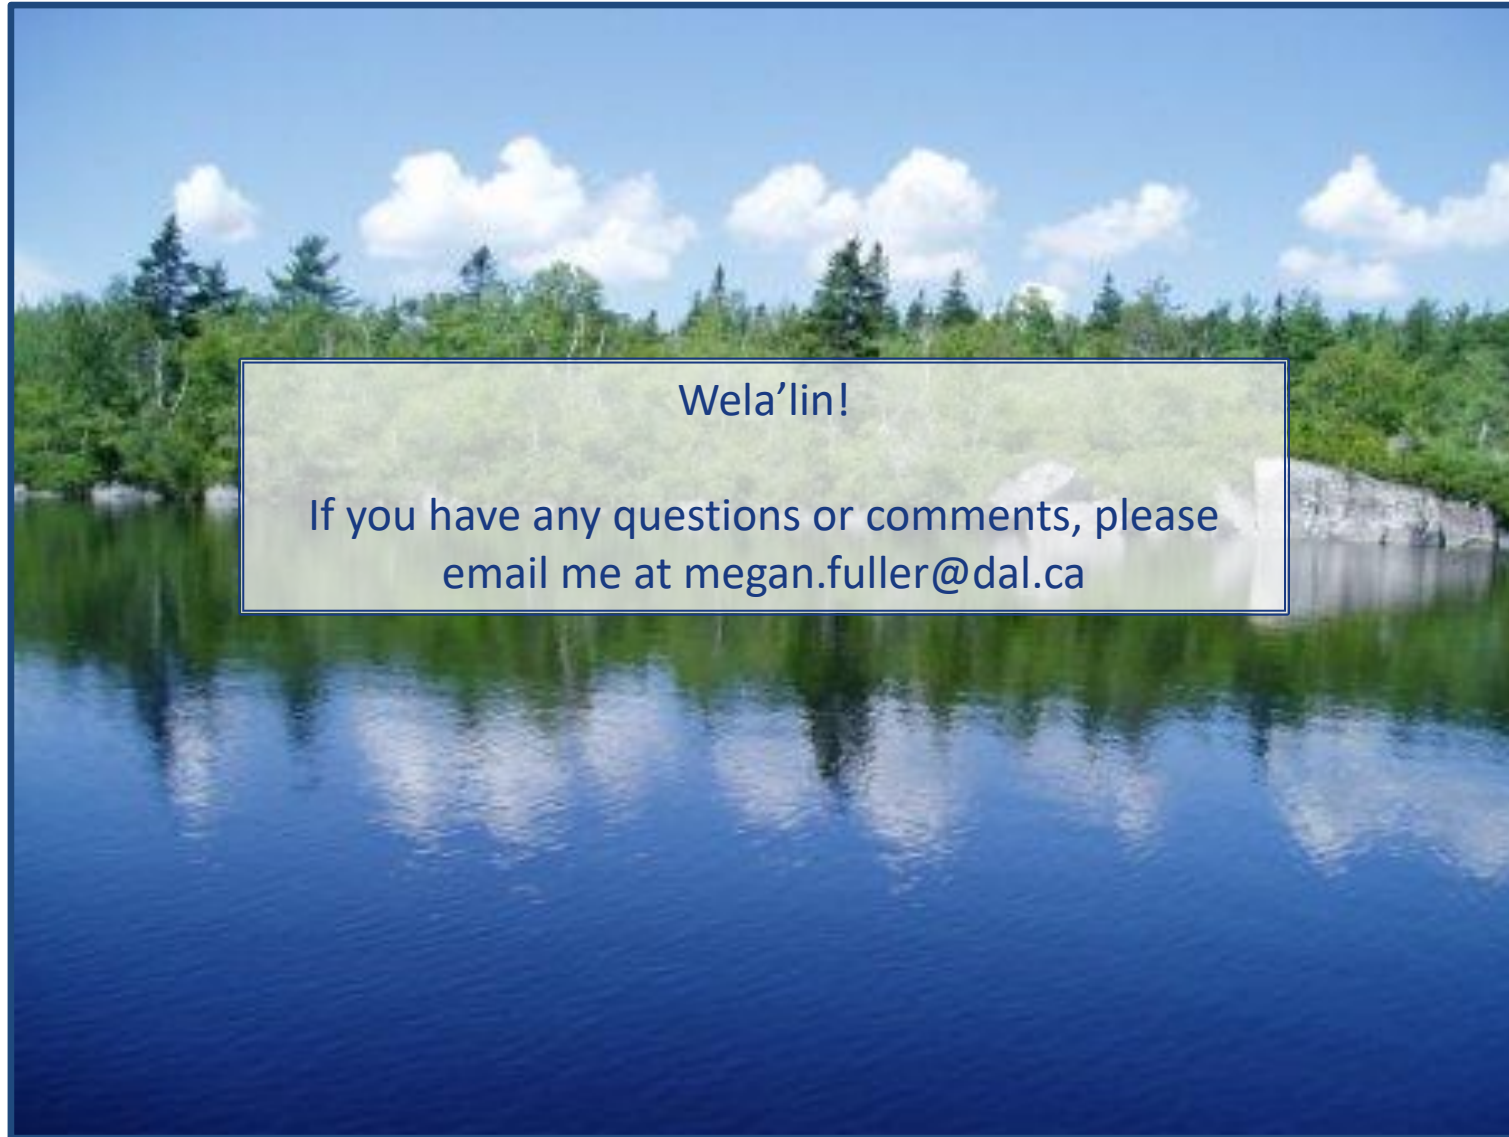 Wela’lin!
If you have any questions or comments, please
email me at megan.fuller@dal.ca